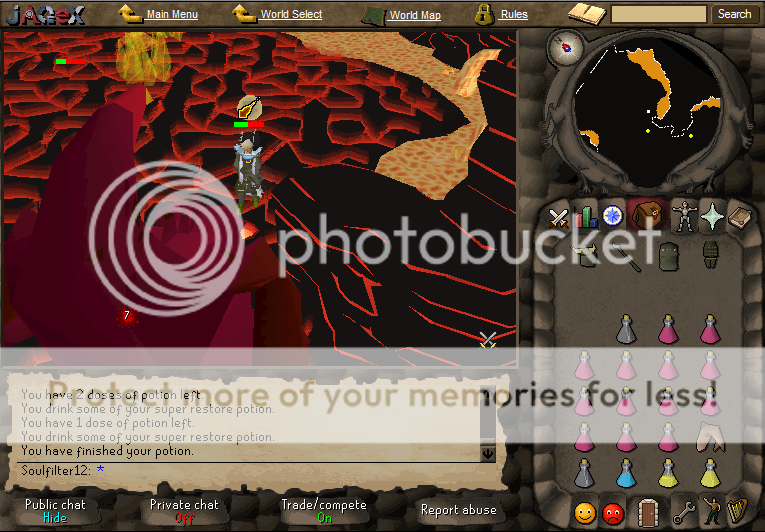 JAGeX
Main Menu
World Select
World Map
Rules
Search
7
photobucket
Protect more of your memories for less!
You have 2 doses of potion left.
You drink some of your super restore potion.
You have 1 dose of potion left.
You drink some of your super restore potion.
You have finished your potion.
Soulfilter12: *
Public chat
Hide
Private chat
Off
Trade/compete
On
Report abuse